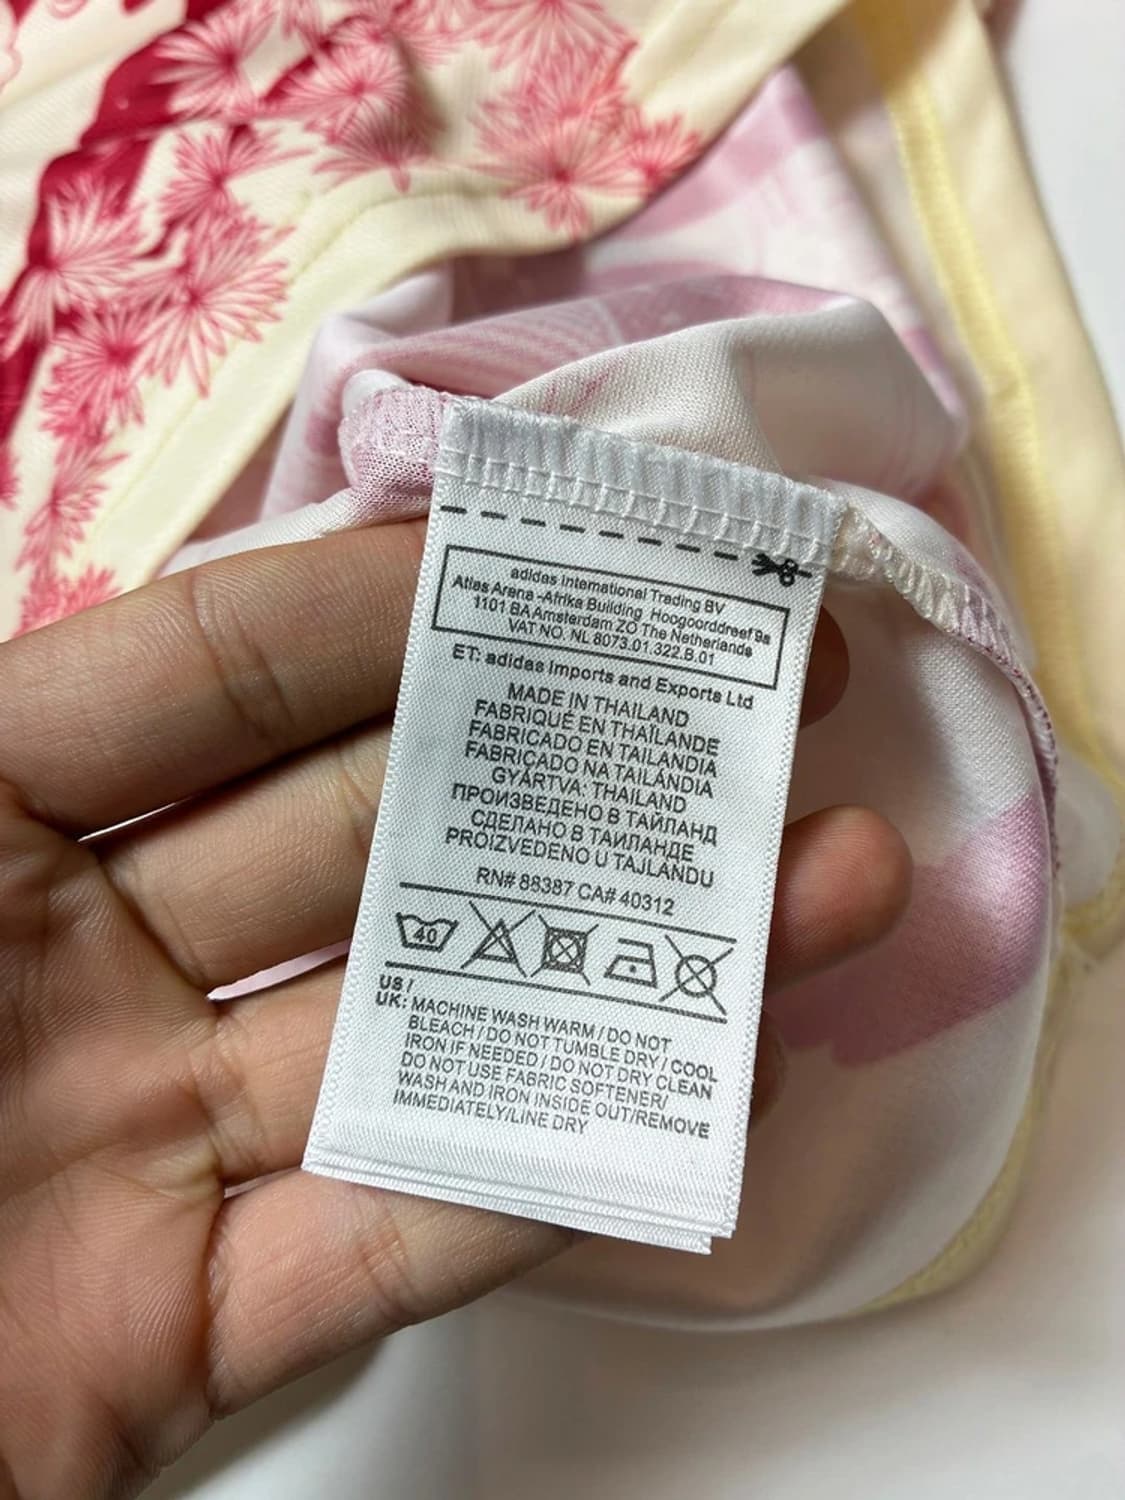 adidas International Trading BV
Atlas Arena -Afrika Building Hoogoorddreef 9a
1101 BA Amsterdam ZO The Netherlands
VAT NO. NL 8073.01.322.B.01
ET: adidas Imports and Exports Ltd
MADE IN THAILAND
FABRIQUÉ EN THAÏLANDE
FABRICADO EN TAILANDIA
FABRICADO NA TAILÂNDIA
GYÁRTVA: THAILAND
ПРОИЗВЕДЕНО В ТАЙЛАНД
СДЕЛАНО В ТАИЛАНДЕ
PROIZVEDENO U TAJLANDU
RN# 88387 CA# 40312
40
US /
UK: MACHINE WASH WARM / DO NOT
BLEACH / DO NOT TUMBLE DRY / COOL
IRON IF NEEDED / DO NOT DRY CLEAN
DO NOT USE FABRIC SOFTENER/
WASH AND IRON INSIDE OUT/REMOVE
IMMEDIATELY/LINE DRY